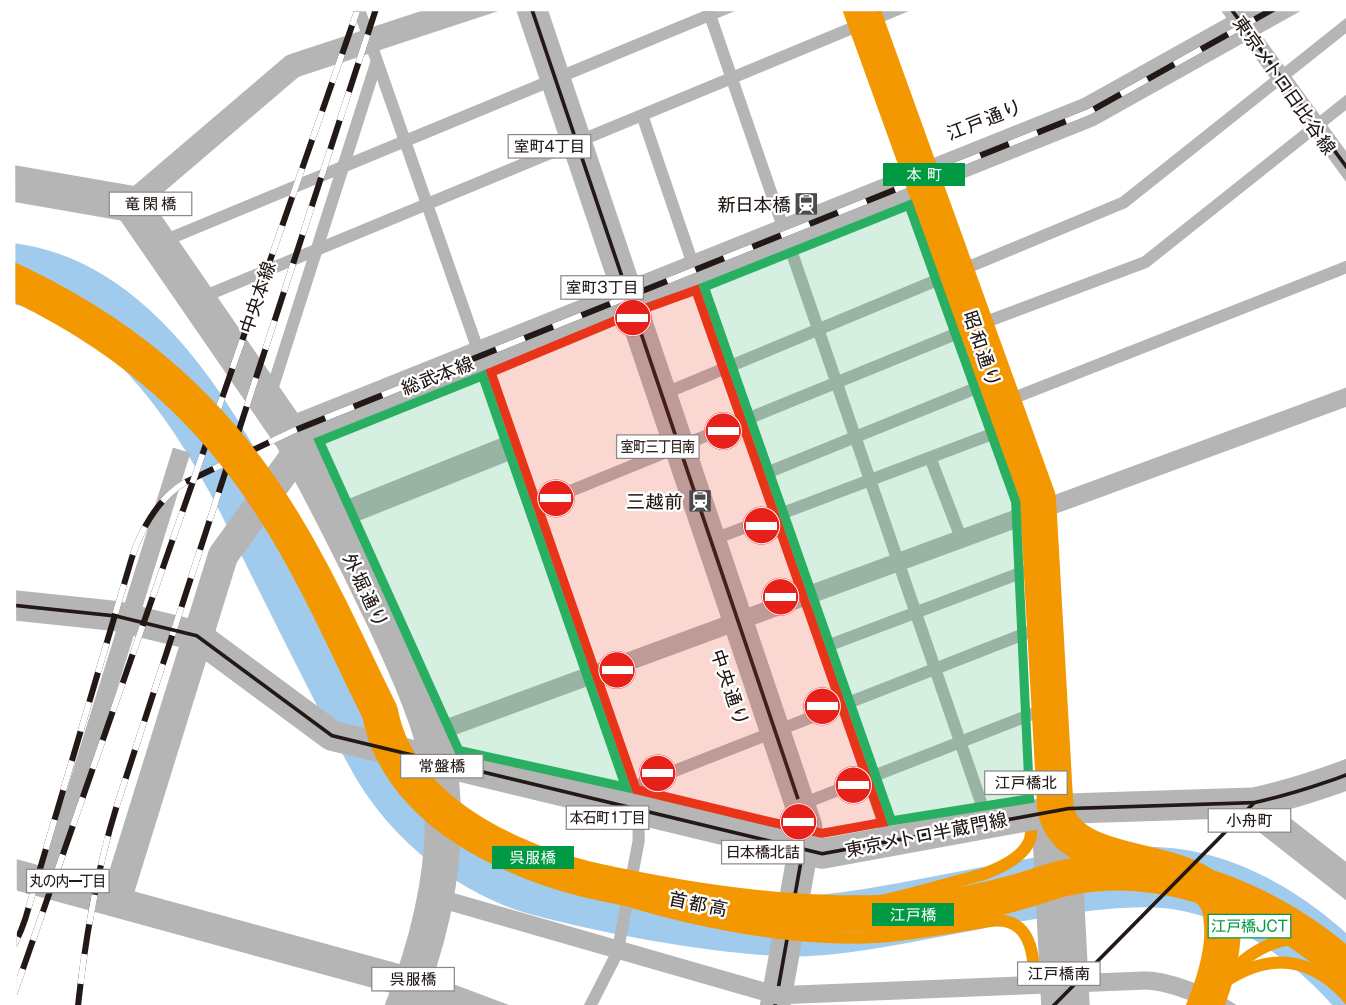 東京メトロ日比谷線
江戸通り
室町4丁目
本町
竜閑橋
新日本橋
中央本線
室町3丁目
昭和通り
総武本線
室町三丁目南
三越前
外堀通り
中央通り
常盤橋
江戸橋北
本石町1丁目
小舟町
東京メトロ半蔵門線
日本橋北詰
呉服橋
丸の内一丁目
首都高
江戸橋
江戸橋JCT
呉服橋
江戸橋南